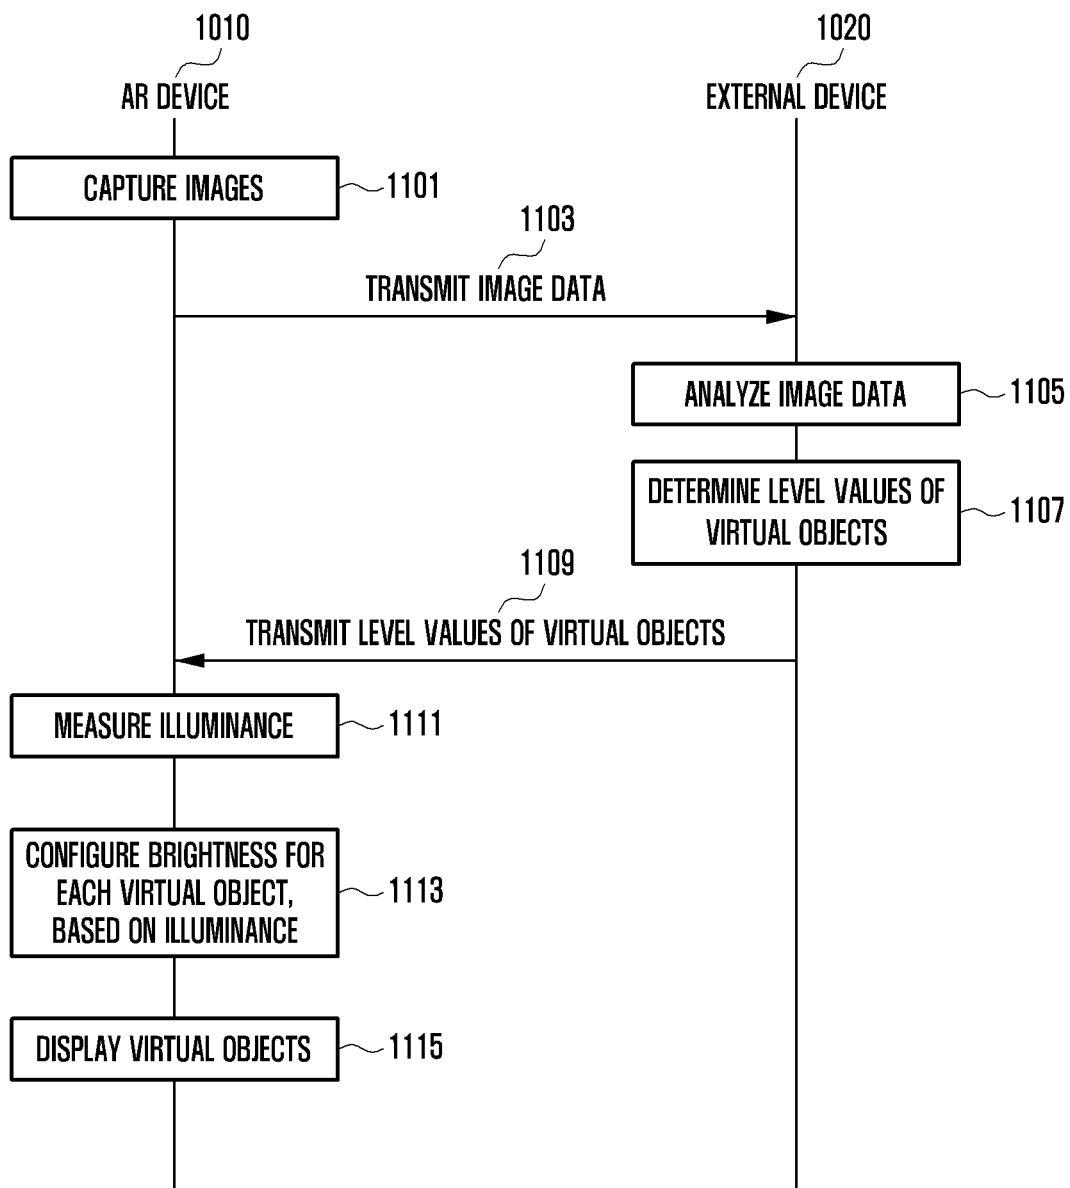 1010
1020
AR DEVICE
EXTERNAL DEVICE
CAPTURE IMAGES
1101
1103
TRANSMIT IMAGE DATA
ANALYZE IMAGE DATA
1105
DETERMINE LEVEL VALUES OF
VIRTUAL OBJECTS
1107
1109
TRANSMIT LEVEL VALUES OF VIRTUAL OBJECTS
MEASURE ILLUMINANCE
1111
CONFIGURE BRIGHTNESS FOR
EACH VIRTUAL OBJECT,
BASED ON ILLUMINANCE
1113
DISPLAY VIRTUAL OBJECTS
1115